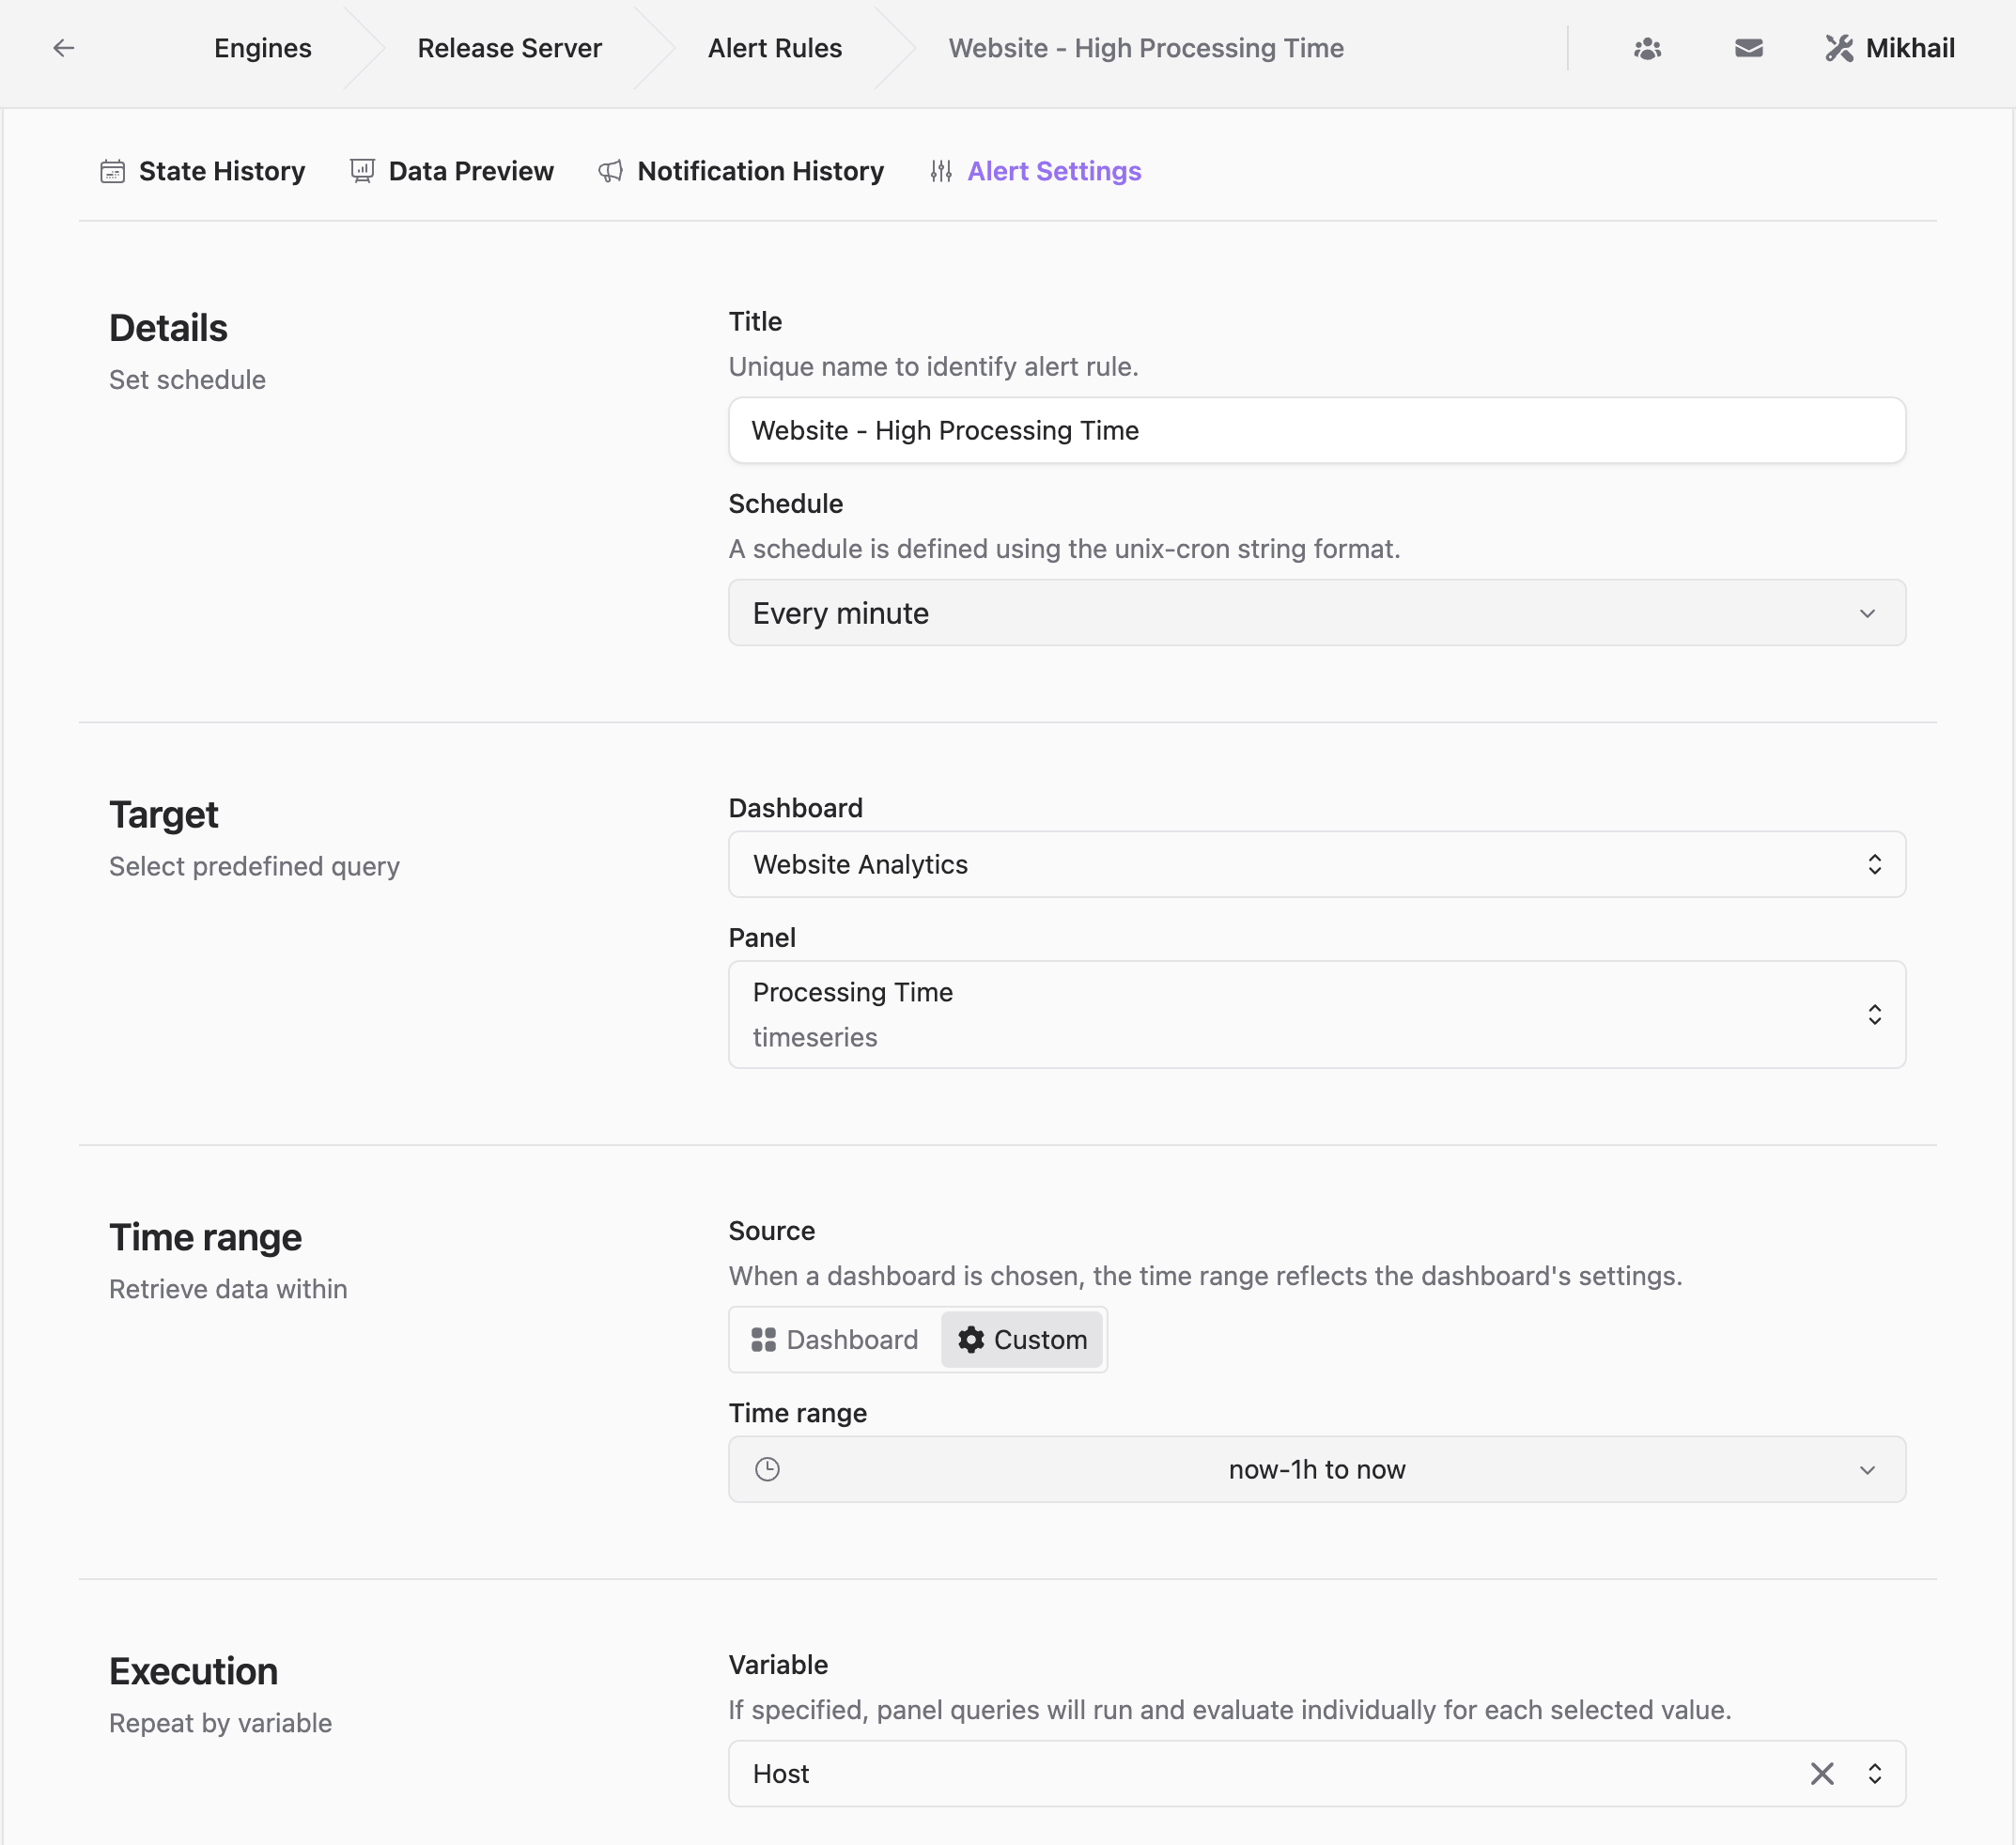 Engines
Release Server
Alert Rules
Website - High Processing Time
Mikhail
State History
Data Preview
Notification History
Alert Settings
Details
Set schedule
Title
Unique name to identify alert rule.
Website - High Processing Time
Schedule
A schedule is defined using the unix-cron string format.
Every minute
Target
Select predefined query
Dashboard
Website Analytics
Panel
Processing Time
timeseries
Time range
Retrieve data within
Source
When a dashboard is chosen, the time range reflects the dashboard's settings.
Dashboard
Custom
Time range
now-1h to now
Execution
Repeat by variable
Variable
If specified, panel queries will run and evaluate individually for each selected value.
Host